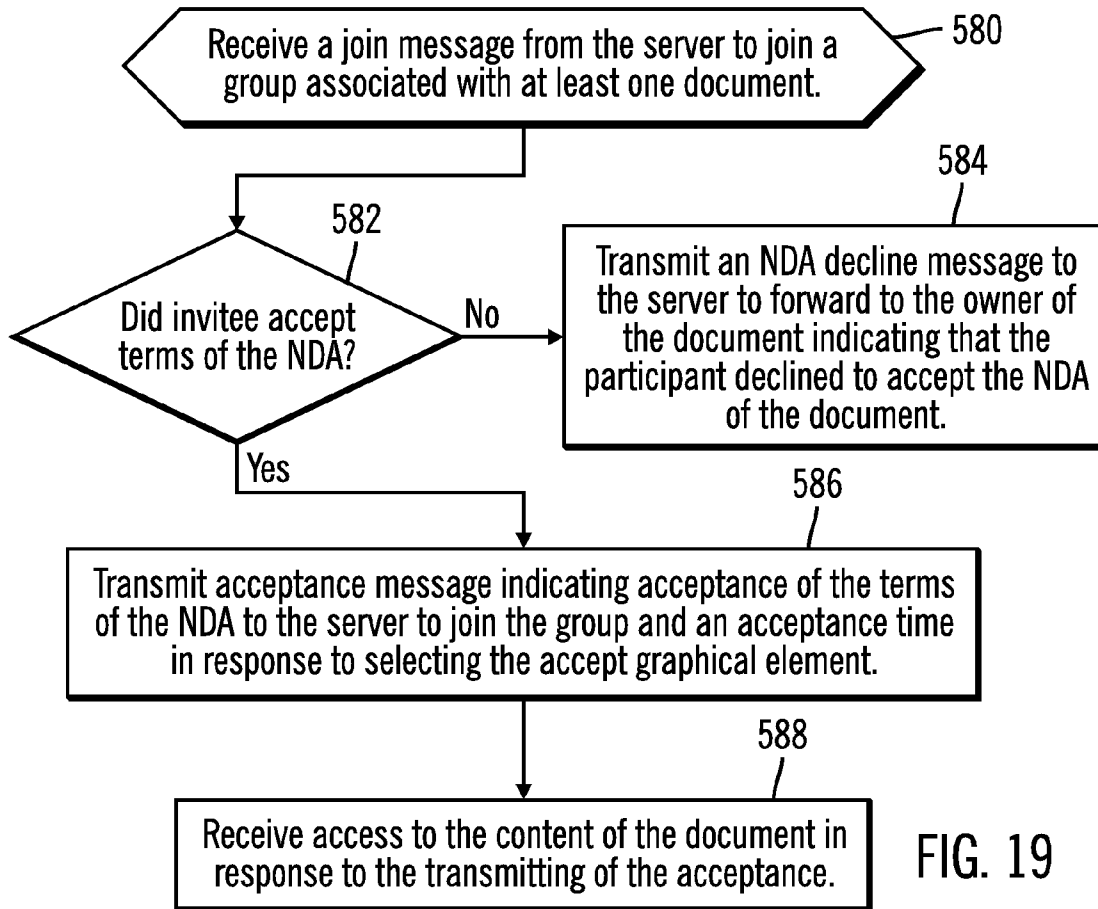 Receive a join message from the server to join a
group associated with at least one document.
580
582
Did invitee accept
terms of the NDA?
No
584
Transmit an NDA decline message to
the server to forward to the owner of
the document indicating that the
participant declined to accept the NDA
of the document.
Yes
586
Transmit acceptance message indicating acceptance of the terms
of the NDA to the server to join the group and an acceptance time
in response to selecting the accept graphical element.
588
Receive access to the content of the document in
response to the transmitting of the acceptance.
FIG. 19